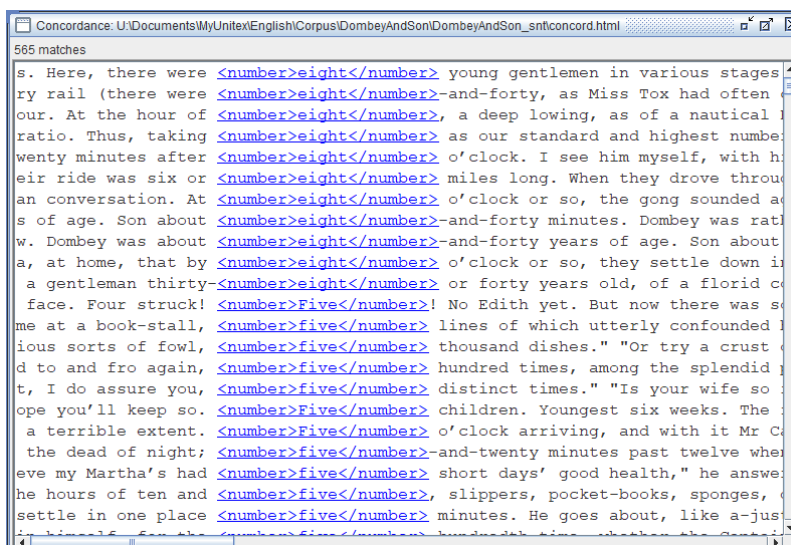 Concordance: U:\Documents\MyUnitex\English\Corpus\DombeyAndSon\DombeyAndSon_snt\concord.html
565 matches
s. Here, there were <number>eight</number> young gentlemen in various stages
ry rail (there were <number>eight</number>-and-forty, as Miss Tox had often
our. At the hour of <number>eight</number>, a deep lowing, as of a nautical
ratio. Thus, taking <number>eight</number> as our standard and highest numbe
wenty minutes after <number>eight</number> o'clock. I see him myself, with h
eir ride was six or <number>eight</number> miles long. When they drove throu
an conversation. At <number>eight</number> o'clock or so, the gong sounded a
s of age. Son about <number>eight</number>-and-forty minutes. Dombey was rat
w. Dombey was about <number>eight</number>-and-forty years of age. Son about
a, at home, that by <number>eight</number> o'clock or so, they settle down i
a gentleman thirty-<number>eight</number> or forty years old, of a florid c
face. Four struck! <number>Five</number>! No Edith yet. But now there was s
me at a book-stall, <number>five</number> lines of which utterly confounded
ious sorts of fowl, <number>five</number> thousand dishes." "Or try a crust
d to and fro again, <number>five</number> hundred times, among the splendid
t, I do assure you, <number>five</number> distinct times." "Is your wife so
ope you'll keep so. <number>Five</number> children. Youngest six weeks. The
a terrible extent. <number>Five</number> o'clock arriving, and with it Mr C
the dead of night; <number>five</number>-and-twenty minutes past twelve whe
eve my Martha's had <number>five</number> short days' good health," he answe
he hours of ten and <number>five</number>, slippers, pocket-books, sponges,
settle in one place <number>five</number> minutes. He goes about, like a-jus
in himself, for the <number>five</number> hundredth time, whether the Captai